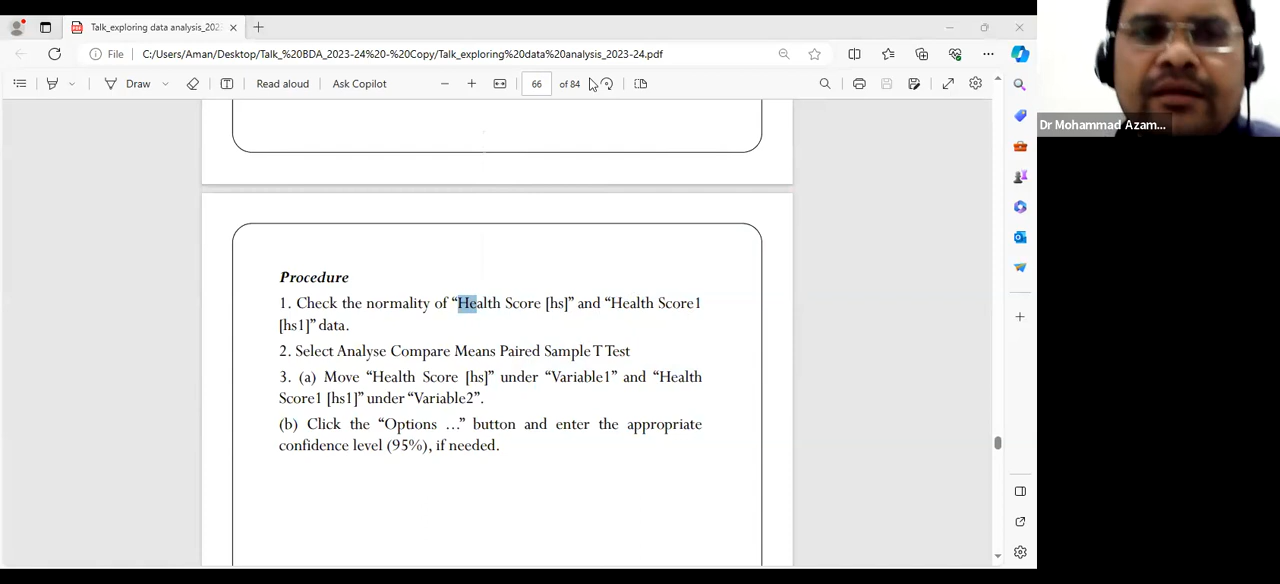 Talk_exploring data analysis_202
File
C:/Users/Aman/Desktop/Talk_%20BDA_2023-24%20-%20Copy/Talk_exploring%20data%20analysis_2023-24.pdf
Draw
Read aloud
Ask Copilot
66
of 84
Dr Mohammad Azam...
Procedure
1. Check the normality of “Health Score [hs]” and “Health Score1
[hs1]” data.
2. Select Analyse Compare Means Paired Sample T Test
3. (a) Move “Health Score [hs]” under “Variable1” and “Health
Score1 [hs1]” under “Variable2”.
(b) Click the “Options …” button and enter the appropriate
confidence level (95%), if needed.